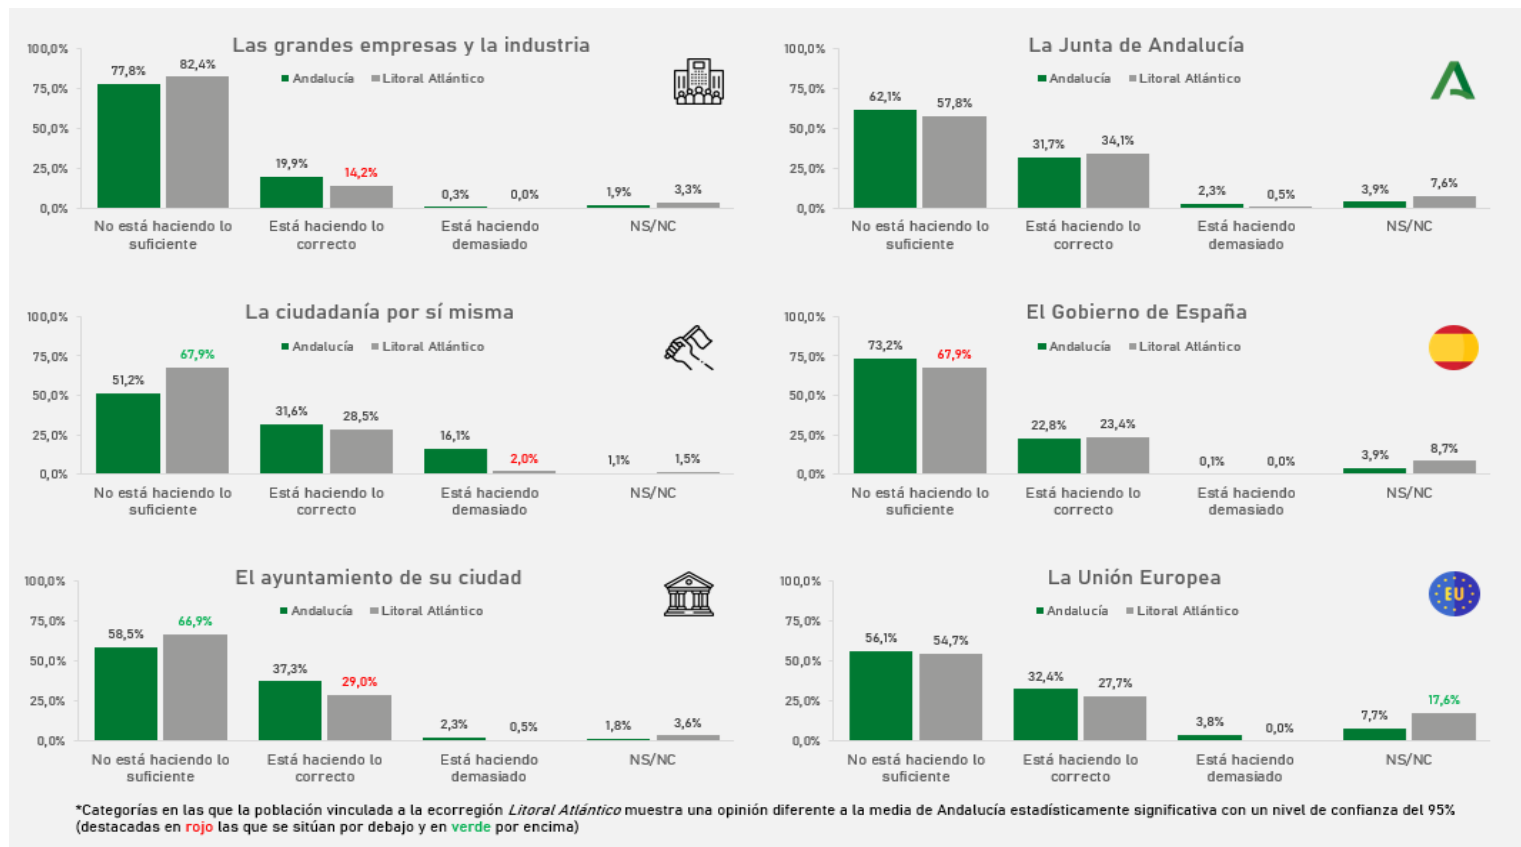 Las grandes empresas y la industria
Andalucía Litoral Atlántico
100,0%
75,0%
50,0%
25,0%
0,0%
77,8% 82,4%
19,9% 14,2%
0,3% 0,0%
1,9% 3,3%
No está haciendo lo suficiente
Está haciendo lo correcto
Está haciendo demasiado
NS/NC
La Junta de Andalucía
Andalucía Litoral Atlántico
100,0%
75,0%
50,0%
25,0%
0,0%
62,1% 57,8%
31,7% 34,1%
2,3% 0,5%
3,9% 7,6%
No está haciendo lo suficiente
Está haciendo lo correcto
Está haciendo demasiado
NS/NC
La ciudadanía por sí misma
Andalucía Litoral Atlántico
100,0%
75,0%
50,0%
25,0%
0,0%
51,2% 67,9%
31,6% 28,5%
16,1% 2,0%
1,1% 1,5%
No está haciendo lo suficiente
Está haciendo lo correcto
Está haciendo demasiado
NS/NC
El Gobierno de España
Andalucía Litoral Atlántico
100,0%
75,0%
50,0%
25,0%
0,0%
73,2% 67,9%
22,8% 23,4%
0,1% 0,0%
3,9% 8,7%
No está haciendo lo suficiente
Está haciendo lo correcto
Está haciendo demasiado
NS/NC
El ayuntamiento de su ciudad
Andalucía Litoral Atlántico
100,0%
75,0%
50,0%
25,0%
0,0%
58,5% 66,9%
37,3% 29,0%
2,3% 0,5%
1,8% 3,6%
No está haciendo lo suficiente
Está haciendo lo correcto
Está haciendo demasiado
NS/NC
La Unión Europea
Andalucía Litoral Atlántico
EU
100,0%
75,0%
50,0%
25,0%
0,0%
56,1% 54,7%
32,4% 27,7%
3,8% 0,0%
7,7% 17,6%
No está haciendo lo suficiente
Está haciendo lo correcto
Está haciendo demasiado
NS/NC
*Categorías en las que la población vinculada a la ecorregión Litoral Atlántico muestra una opinión diferente a la media de Andalucía estadísticamente significativa con un nivel de confianza del 95%
(destacadas en rojo las que se sitúan por debajo y en verde por encima)